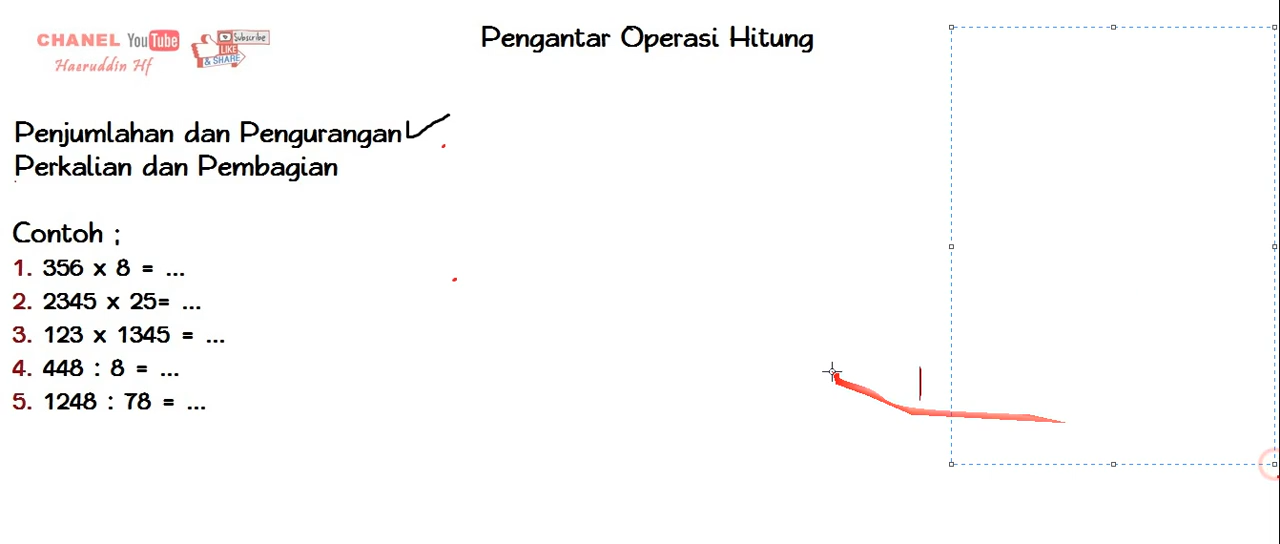 CHANEL YouTube
Haeruddin Hf
Subscribe
LIKE
& SHARE
Pengantar Operasi Hitung
Penjumlahan dan Pengurangan
Perkalian dan Pembagian
Contoh ;
1. 356 x 8 = ...
2. 2345 x 25= ...
3. 123 x 1345 = ...
4. 448 : 8 = ...
5. 1248 : 78 = ...